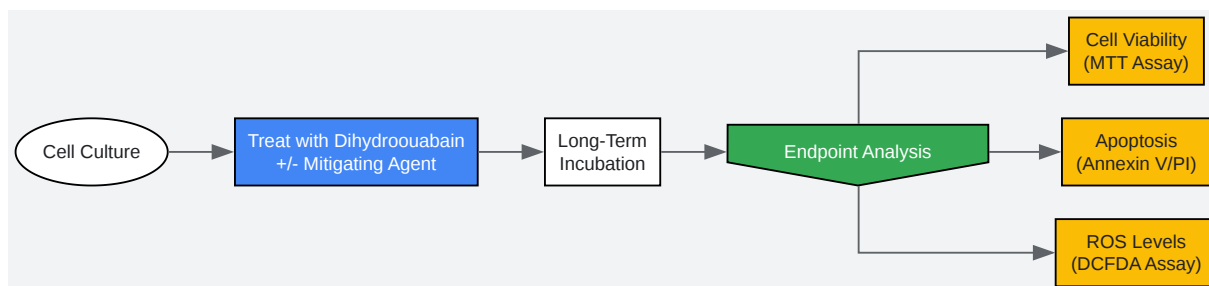 Cell Culture
Treat with Dihydroouabain
+/- Mitigating Agent
Long-Term
Incubation
Endpoint Analysis
Cell Viability
(MTT Assay)
Apoptosis
(Annexin V/PI)
ROS Levels
(DCFDA Assay)